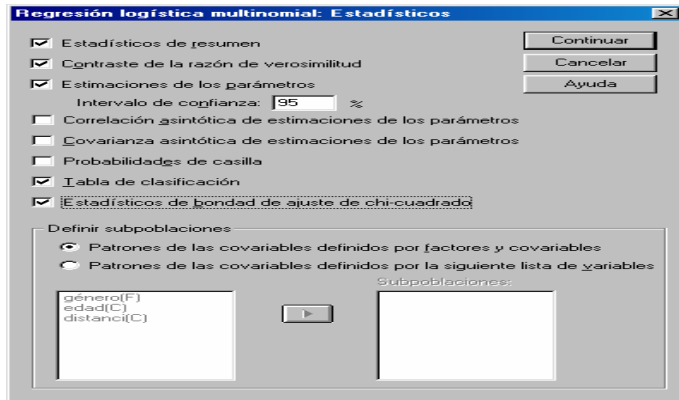 Regresión logística multinomial: Estadísticos
Estadísticos de resumen
Contraste de la razón de verosimilitud
Estimaciones de los parámetros
Intervalo de confianza: 95 %
Correlación asintótica de estimaciones de los parámetros
Covarianza asintótica de estimaciones de los parámetros
Probabilidades de casilla
Tabla de clasificación
Estadísticos de bondad de ajuste de chi-cuadrado
Continuar
Cancelar
Ayuda
Definir subpoblaciones
Patrones de las covariables definidos por factores y covariables
Patrones de las covariables definidos por la siguiente lista de variables
Subpoblaciones:
género(F)
edad(C)
distanci(C)